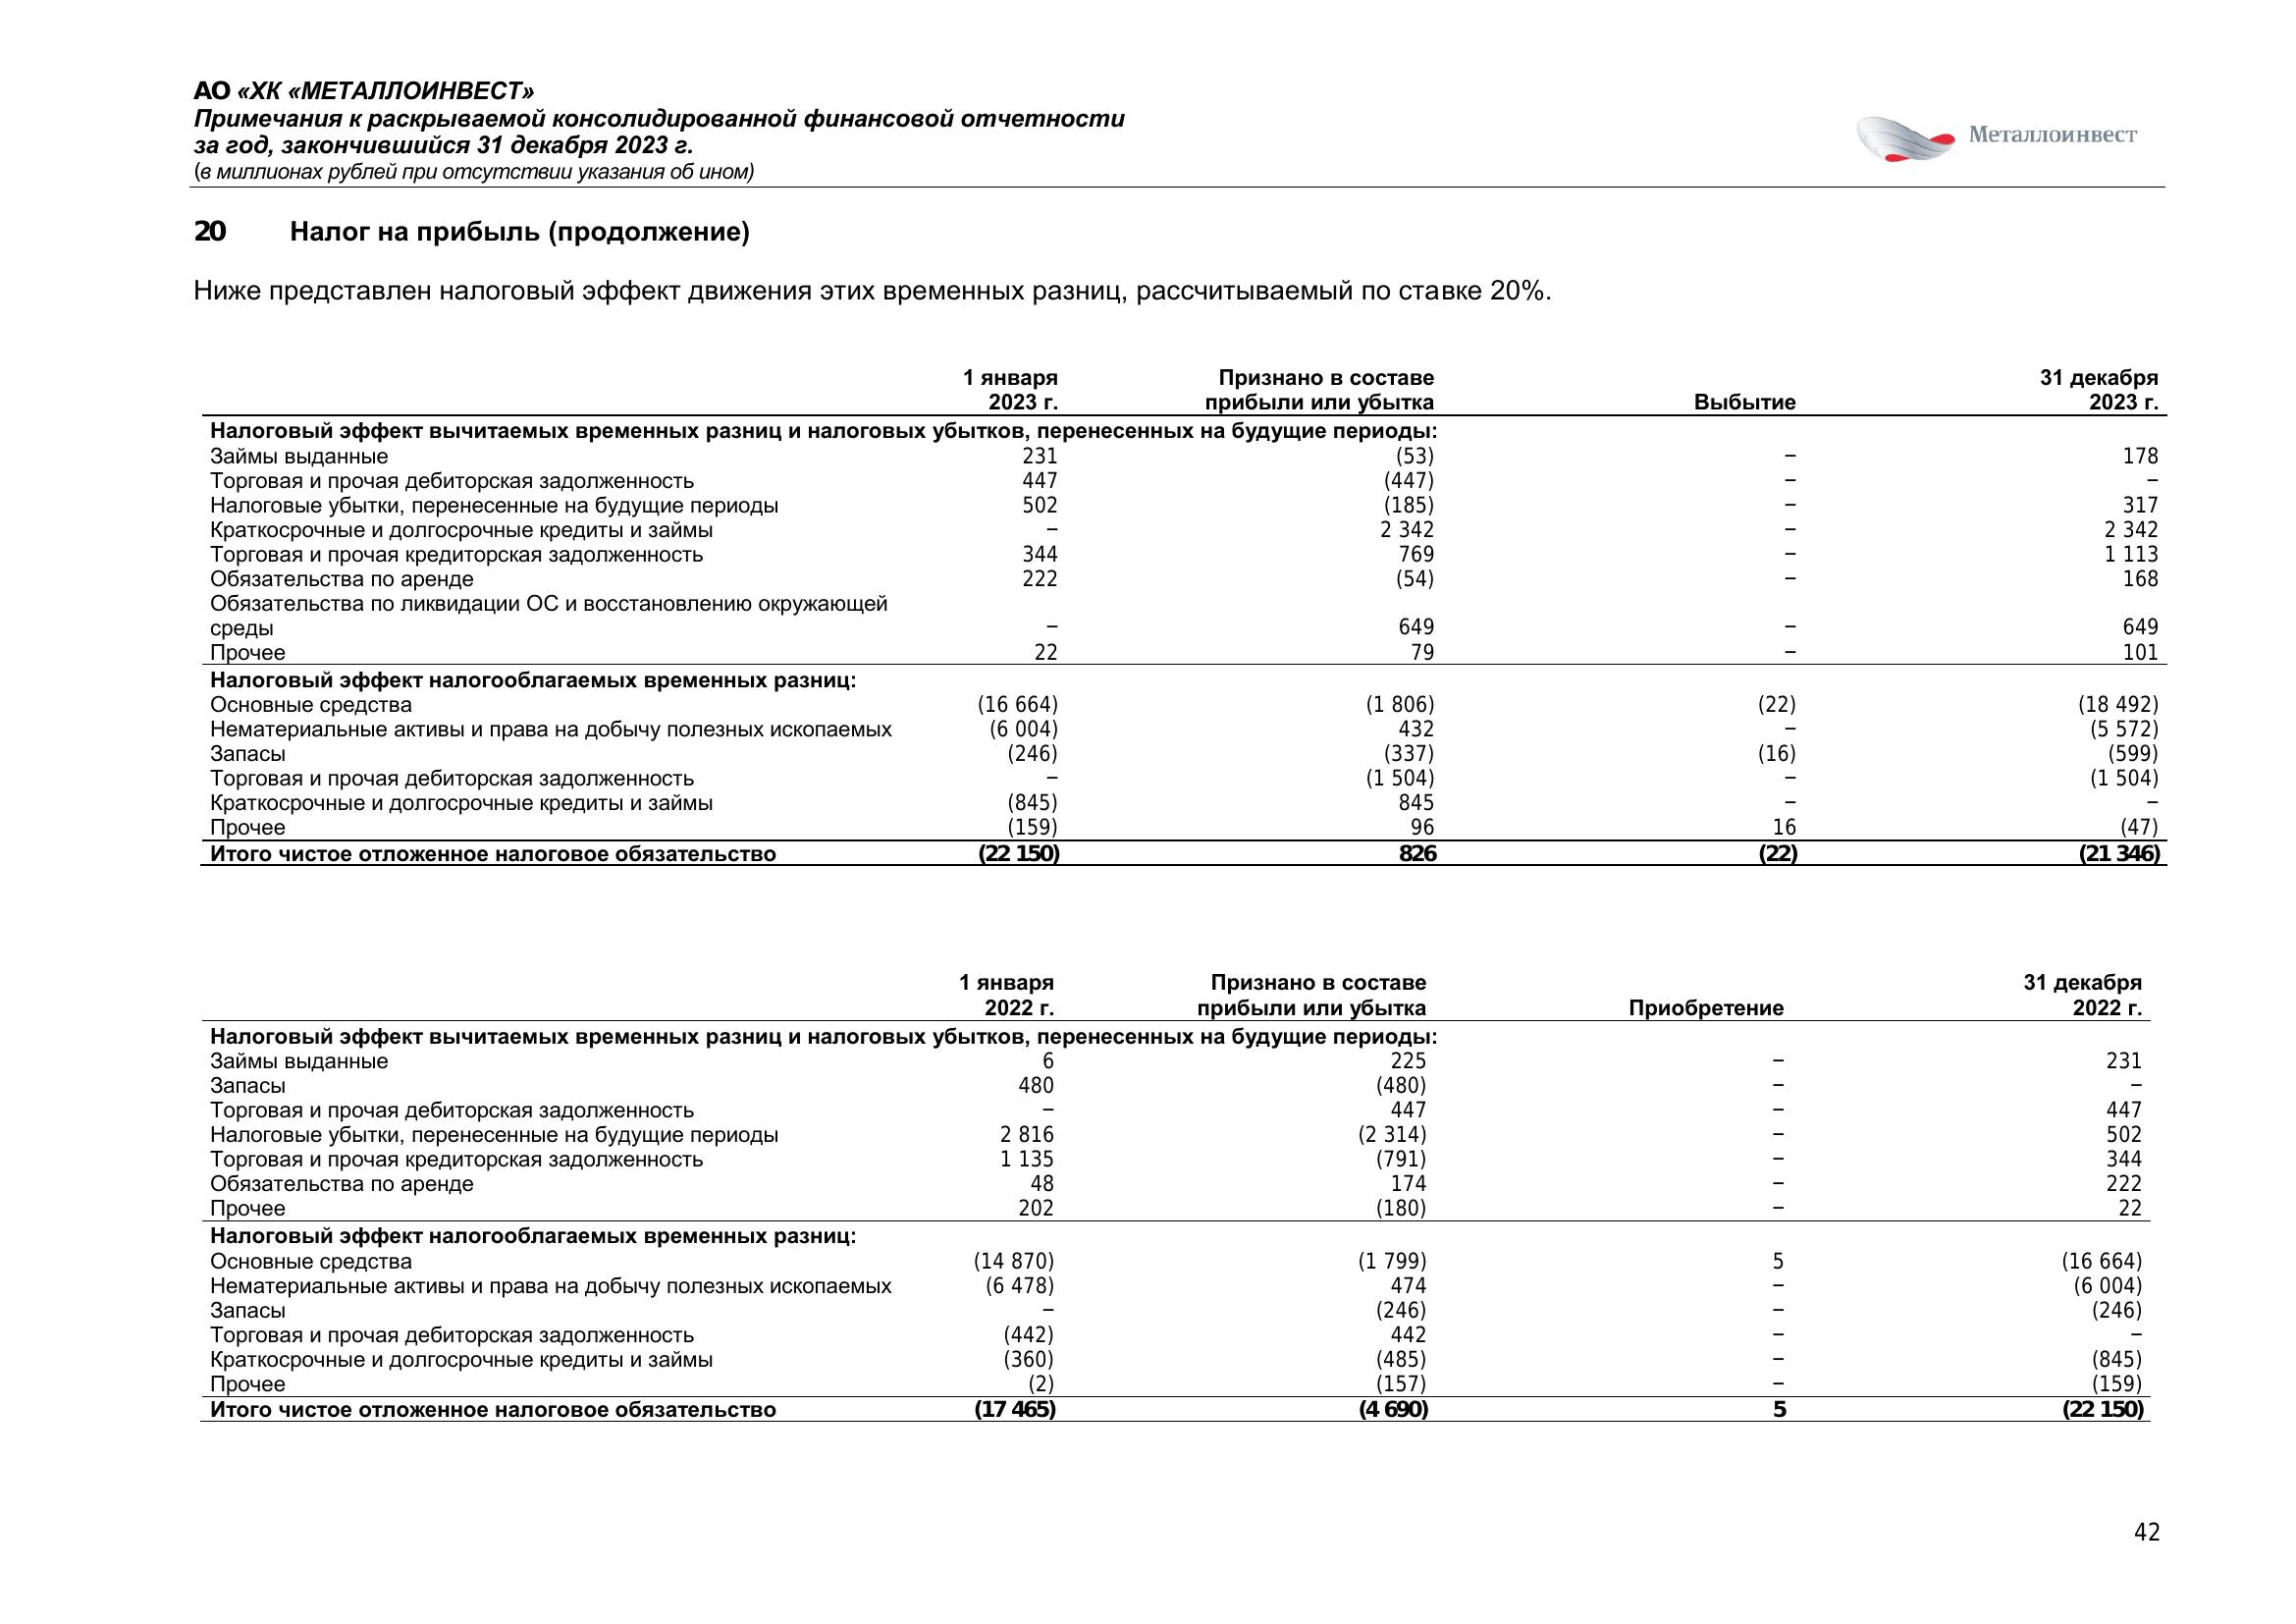 АО «ХК «МЕТАЛЛОИНВЕСТ»
Примечания к раскрываемой консолидированной финансовой отчетности
за год, закончившийся 31 декабря 2023 г.
(в миллионах рублей при отсутствии указания об ином)
Металлоинвест
20 Налог на прибыль (продолжение)
Ниже представлен налоговый эффект движения этих временных разниц, рассчитываемый по ставке 20%.
1 января Признано в составе 31 декабря
2023 г. прибыли или убытка Выбытие 2023 г.
Налоговый эффект вычитаемых временных разниц и налоговых убытков, перенесенных на будущие периоды:
Займы выданные 231 (53) – 178
Торговая и прочая дебиторская задолженность 447 (447) – –
Налоговые убытки, перенесенные на будущие периоды 502 (185) – 317
Краткосрочные и долгосрочные кредиты и займы – 2 342 – 2 342
Торговая и прочая кредиторская задолженность 344 769 – 1 113
Обязательства по аренде 222 (54) – 168
Обязательства по ликвидации ОС и восстановлению окружающей
среды – 649 – 649
Прочее 22 79 – 101
Налоговый эффект налогооблагаемых временных разниц:
Основные средства (16 664) (1 806) (22) (18 492)
Нематериальные активы и права на добычу полезных ископаемых (6 004) 432 – (5 572)
Запасы (246) (337) (16) (599)
Торговая и прочая дебиторская задолженность – (1 504) – (1 504)
Краткосрочные и долгосрочные кредиты и займы (845) 845 – –
Прочее (159) 96 16 (47)
Итого чистое отложенное налоговое обязательство (22 150) 826 (22) (21 346)
1 января Признано в составе 31 декабря
2022 г. прибыли или убытка Приобретение 2022 г.
Налоговый эффект вычитаемых временных разниц и налоговых убытков, перенесенных на будущие периоды:
Займы выданные 6 225 – 231
Запасы 480 (480) – –
Торговая и прочая дебиторская задолженность – 447 – 447
Налоговые убытки, перенесенные на будущие периоды 2 816 (2 314) – 502
Торговая и прочая кредиторская задолженность 1 135 (791) – 344
Обязательства по аренде 48 174 – 222
Прочее 202 (180) – 22
Налоговый эффект налогооблагаемых временных разниц:
Основные средства (14 870) (1 799) 5 (16 664)
Нематериальные активы и права на добычу полезных ископаемых (6 478) 474 – (6 004)
Запасы – (246) – (246)
Торговая и прочая дебиторская задолженность (442) 442 – –
Краткосрочные и долгосрочные кредиты и займы (360) (485) – (845)
Прочее (2) (157) – (159)
Итого чистое отложенное налоговое обязательство (17 465) (4 690) 5 (22 150)
42